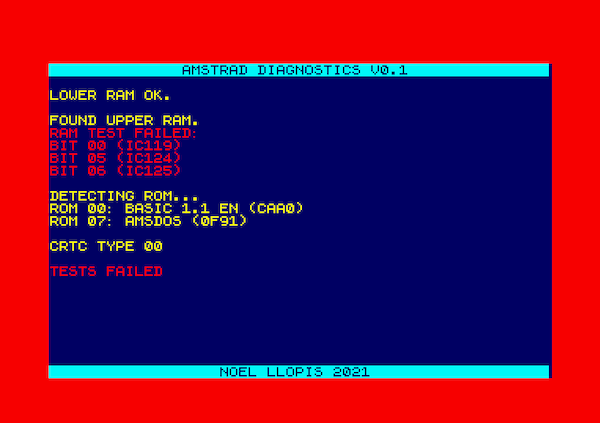 AMSTRAD DIAGNOSTICS V0.1
LOWER RAM OK.
FOUND UPPER RAM.
RAM TEST FAILED:
BIT 00 (IC119)
BIT 05 (IC124)
BIT 06 (IC125)
DETECTING ROM...
ROM 00: BASIC 1.1 EN (CAA0)
ROM 07: AMSDOS (0F91)
CRTC TYPE 00
TESTS FAILED
NOEL LLOPIS 2021